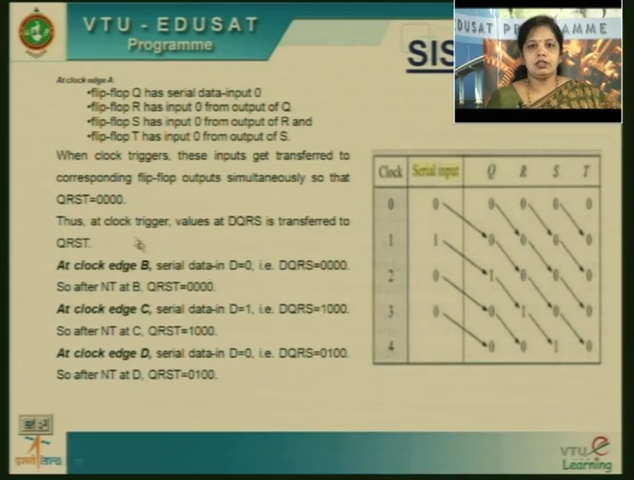 VTU - EDUSAT
Programme
SIS
EDUSAT PROGRAMME
At clock edge A
•flip-flop Q has serial data-input 0
•flip-flop R has input 0 from output of Q
•flip-flop S has input 0 from output of R and
•flip-flop T has input 0 from output of S.
When clock triggers, these inputs get transferred to
corresponding flip-flop outputs simultaneously so that
QRST=0000.
Thus, at clock trigger, values at DQRS is transferred to
QRST.
At clock edge B, serial data-in D=0, i.e. DQRS=0000.
So after NT at B, QRST=0000.
At clock edge C, serial data-in D=1, i.e. DQRS=1000.
So after NT at C, QRST=1000.
At clock edge D, serial data-in D=0, i.e. DQRS=0100.
So after NT at D, QRST=0100.
Clock Serial input Q R S T
0 0 0 0 0 0
1 1 0 0 0 0
2 0 1 0 0 0
3 0 0 1 0 0
4 0 0 1 0
vtu e
Learning